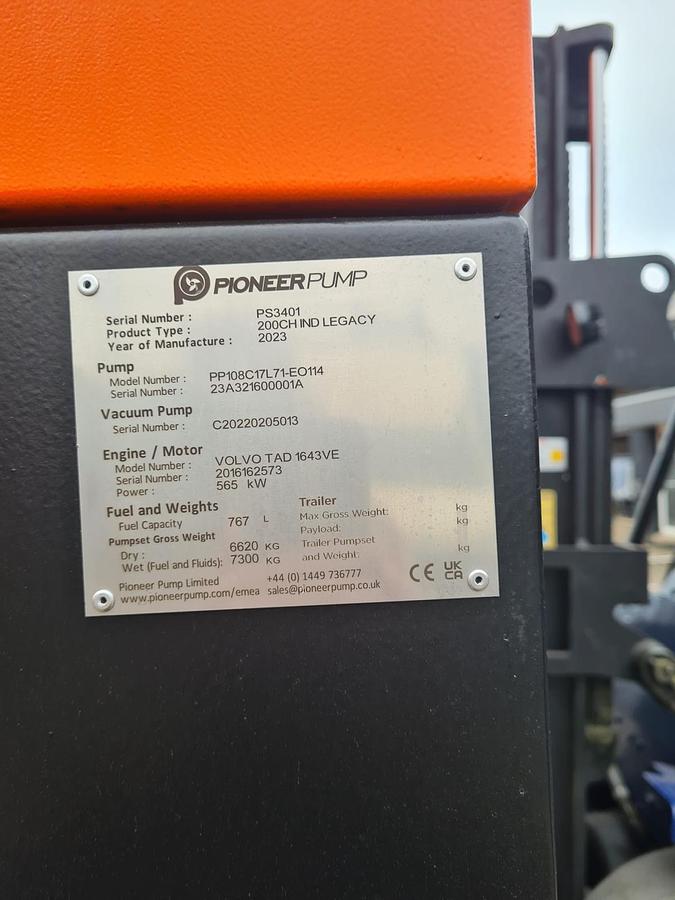 PIONEERPUMP
Serial Number : PS3401
Product Type : 200CH IND LEGACY
Year of Manufacture : 2023
Pump
Model Number : PP108C17L71-EO114
Serial Number : 23A321600001A
Vacuum Pump
Serial Number : C20220205013
Engine / Motor
Model Number : VOLVO TAD 1643VE
Serial Number : 2016162573
Power : 565 kW
Fuel and Weights
Fuel Capacity 767 L
Pumpset Gross Weight
Dry : 6620 KG
Wet (Fuel and Fluids): 7300 KG
Trailer
Max Gross Weight: kg
Payload: kg
Trailer Pumpset
and Weight: kg
Pioneer Pump Limited +44 (0) 1449 736777
www.pioneerpump.com/emea sales@pioneerpump.co.uk
CE UK
CA